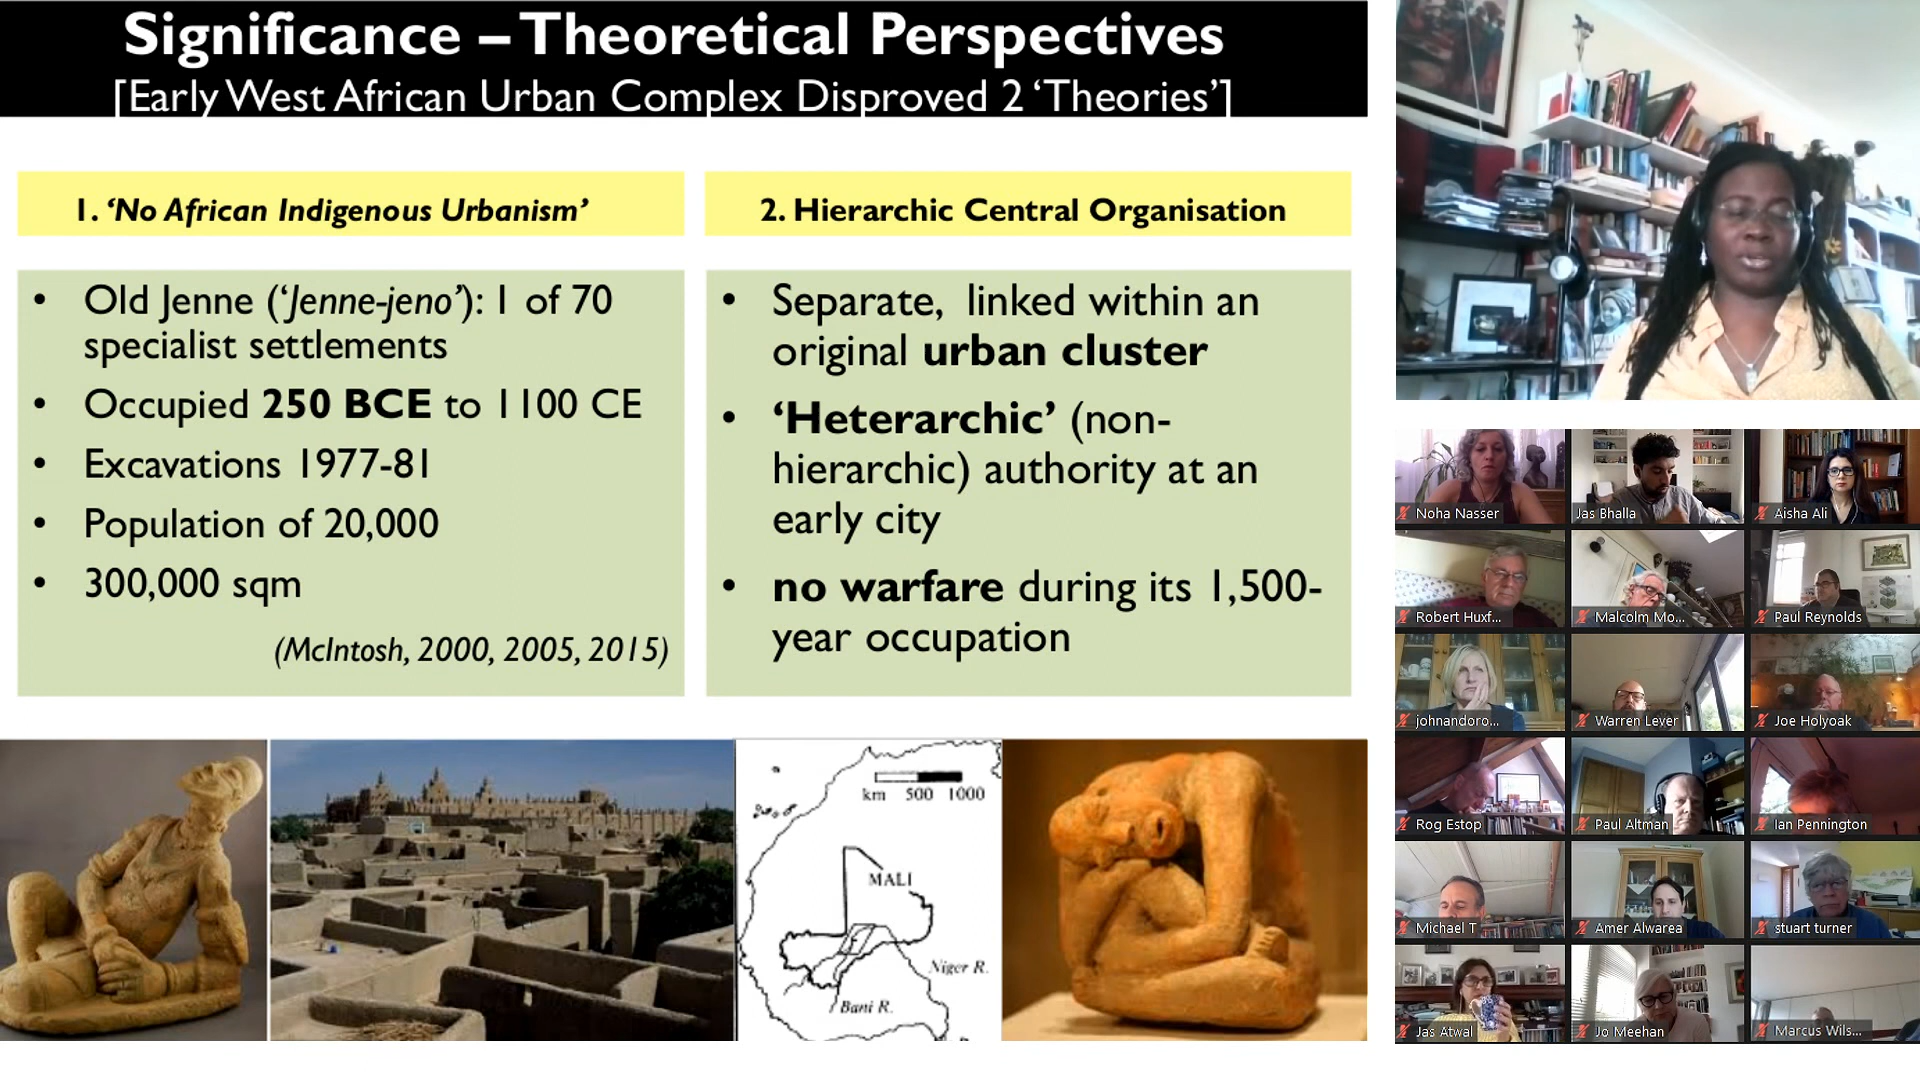 Significance – Theoretical Perspectives
[Early West African Urban Complex Disproved 2 ‘Theories’]
1. ‘No African Indigenous Urbanism’
• Old Jenne (‘Jenne-jeno’): 1 of 70
specialist settlements
• Occupied 250 BCE to 1100 CE
• Excavations 1977-81
• Population of 20,000
• 300,000 sqm
(McIntosh, 2000, 2005, 2015)
2. Hierarchic Central Organisation
• Separate, linked within an
original urban cluster
• ‘Heterarchic’ (non-
hierarchic) authority at an
early city
• no warfare during its 1,500-
year occupation
km 500 1000
MALI
Niger R.
Bani R.
Noha Nasser
Jas Bhalla
Aisha Ali
Robert Huxf...
Malcolm Mo...
Paul Reynolds
johnandoro...
Warren Lever
Joe Holyoak
Rog Estop
Paul Altman
Ian Pennington
Michael T
Amer Alwarea
stuart turner
Jas Atwal
Jo Meehan
Marcus Wils...